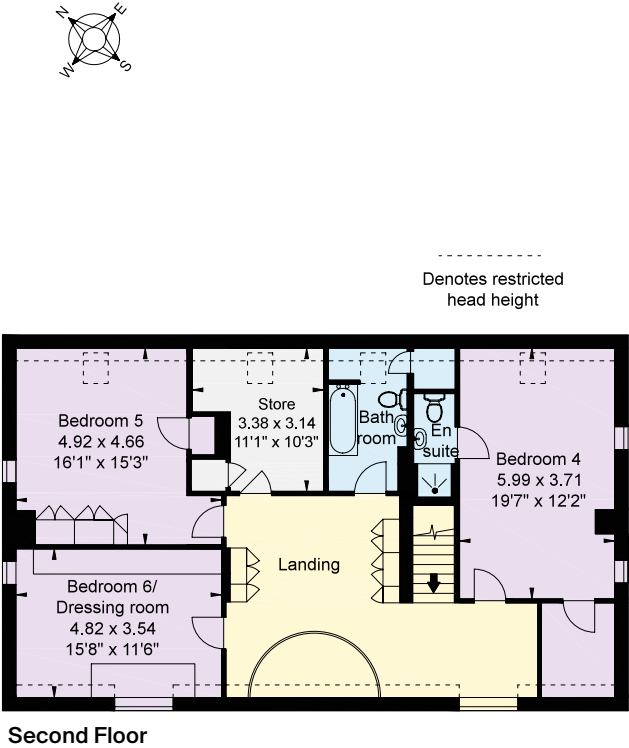 N
E
W
S
Denotes restricted
head height
Bedroom 5
4.92 x 4.66
16'1" x 15'3"
Store
3.38 x 3.14
11'1" x 10'3"
Bath
room
En
suite
Bedroom 4
5.99 x 3.71
19'7" x 12'2"
Landing
Bedroom 6/
Dressing room
4.82 x 3.54
15'8" x 11'6"
Second Floor